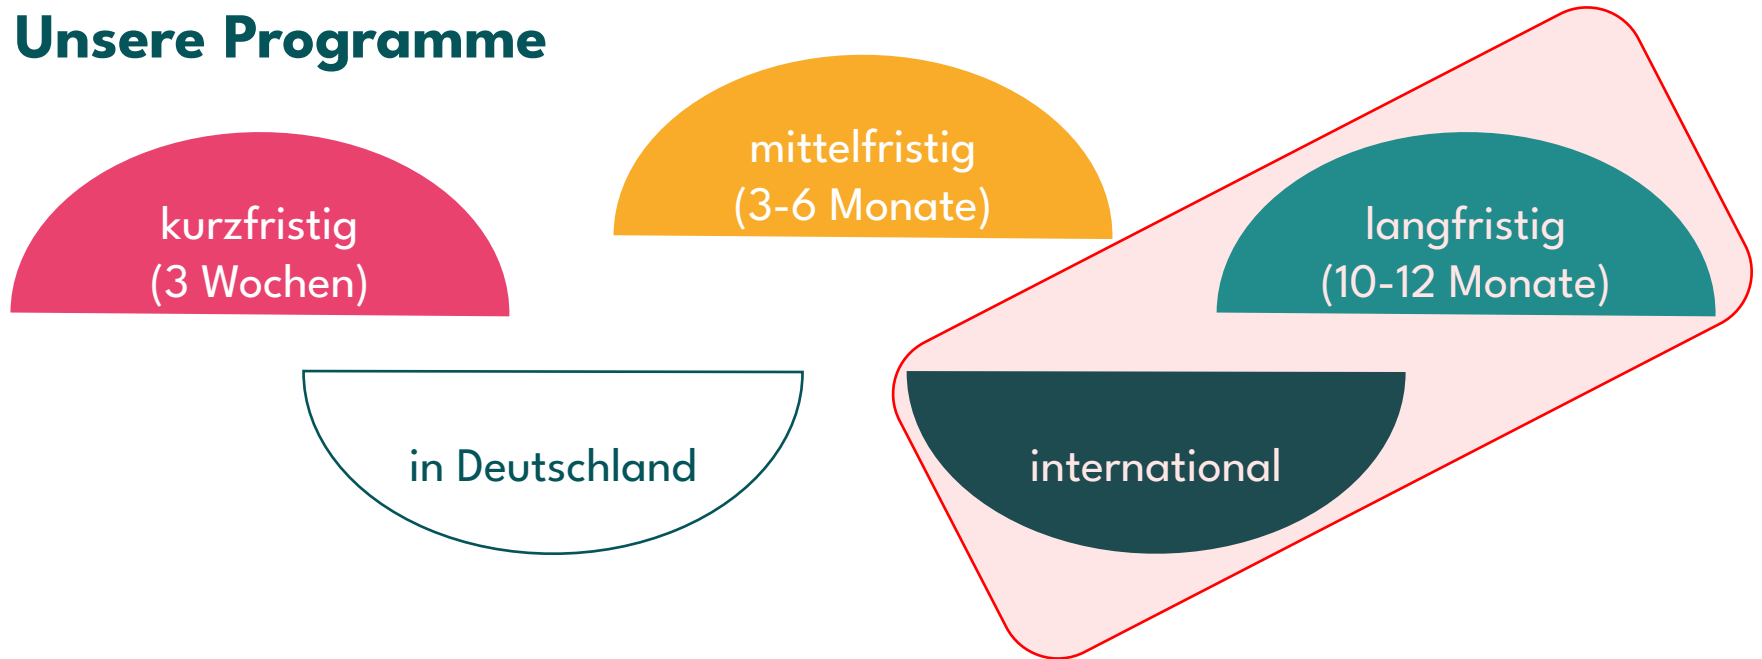 Unsere Programme
kurzfristig
(3 Wochen)
mittelfristig
(3-6 Monate)
langfristig
(10-12 Monate)
in Deutschland
international